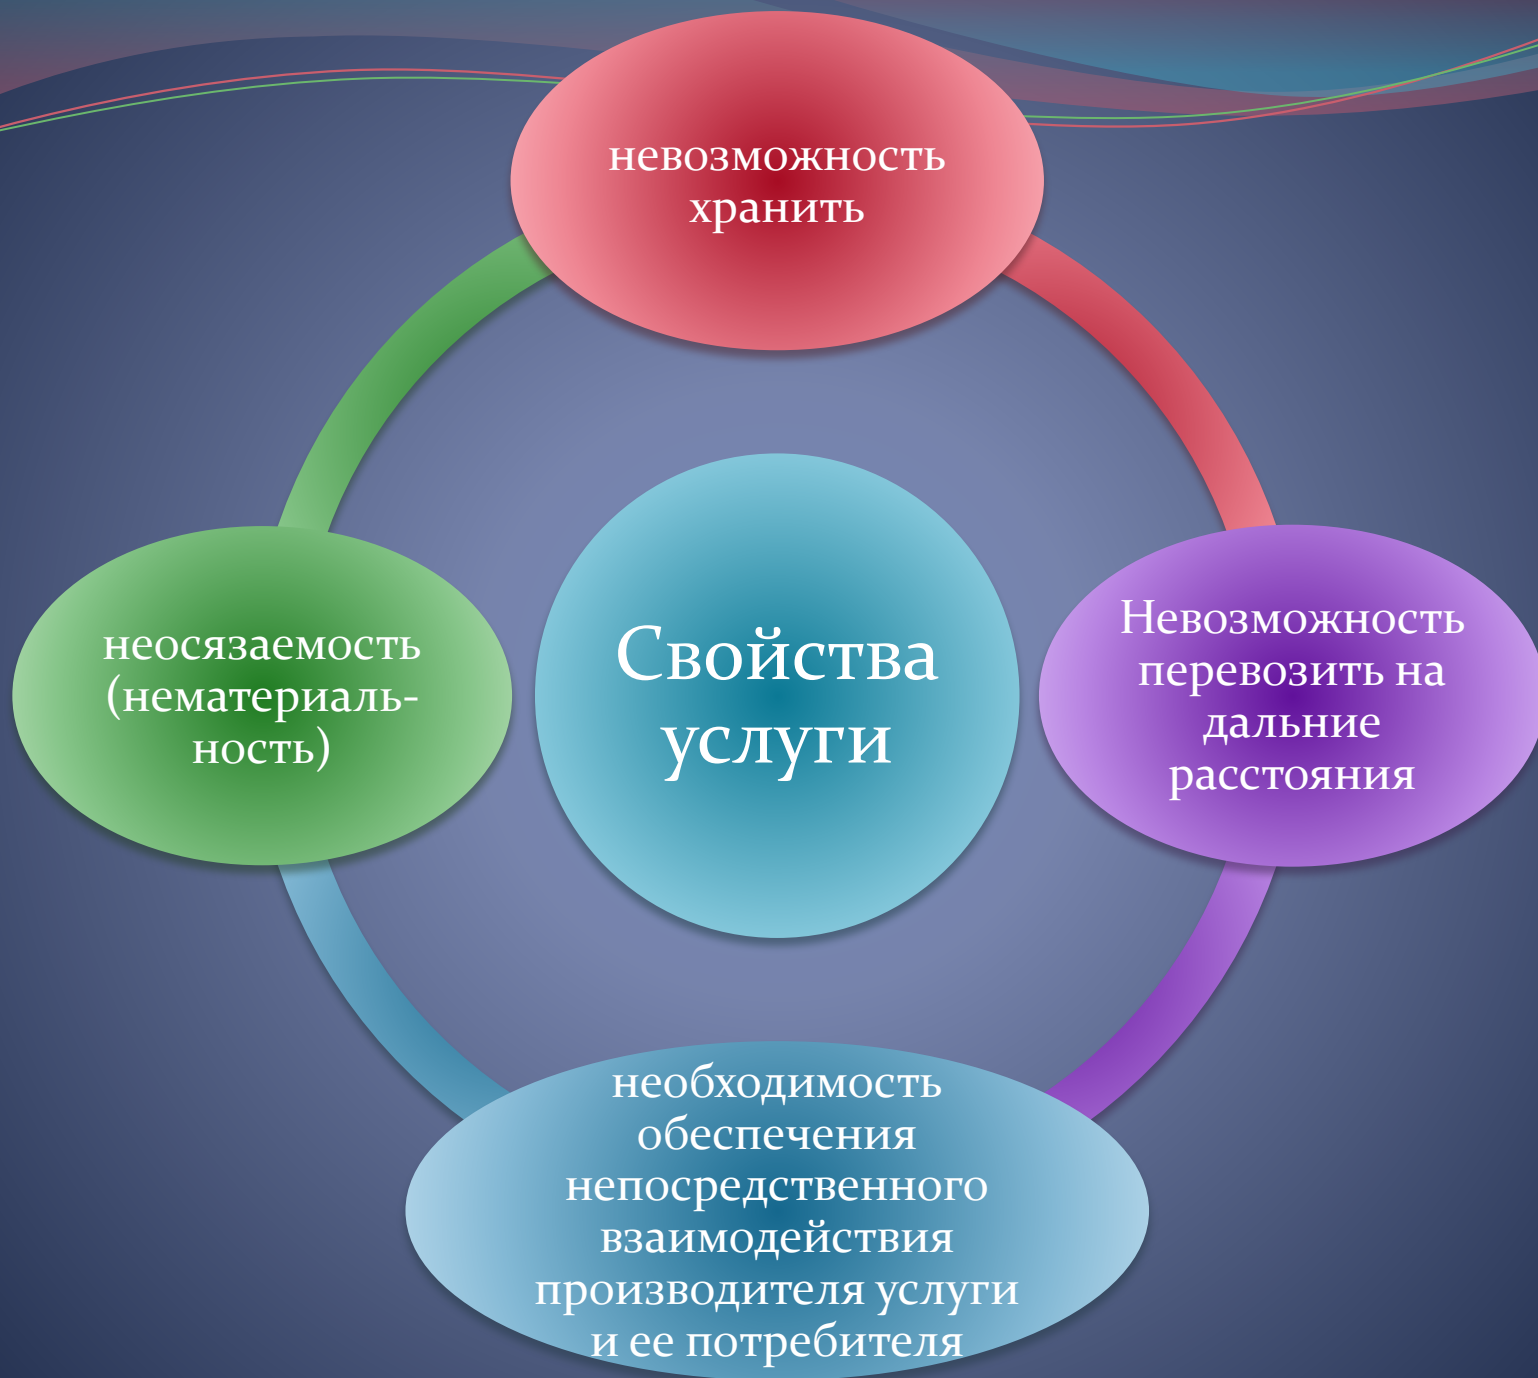 невозможность
хранить
неосязаемость
(нематериаль-
ность)
Свойства
услуги
Невозможность
перевозить на
дальние
расстояния
необходимость
обеспечения
непосредственного
взаимодействия
производителя услуги
и ее потребителя